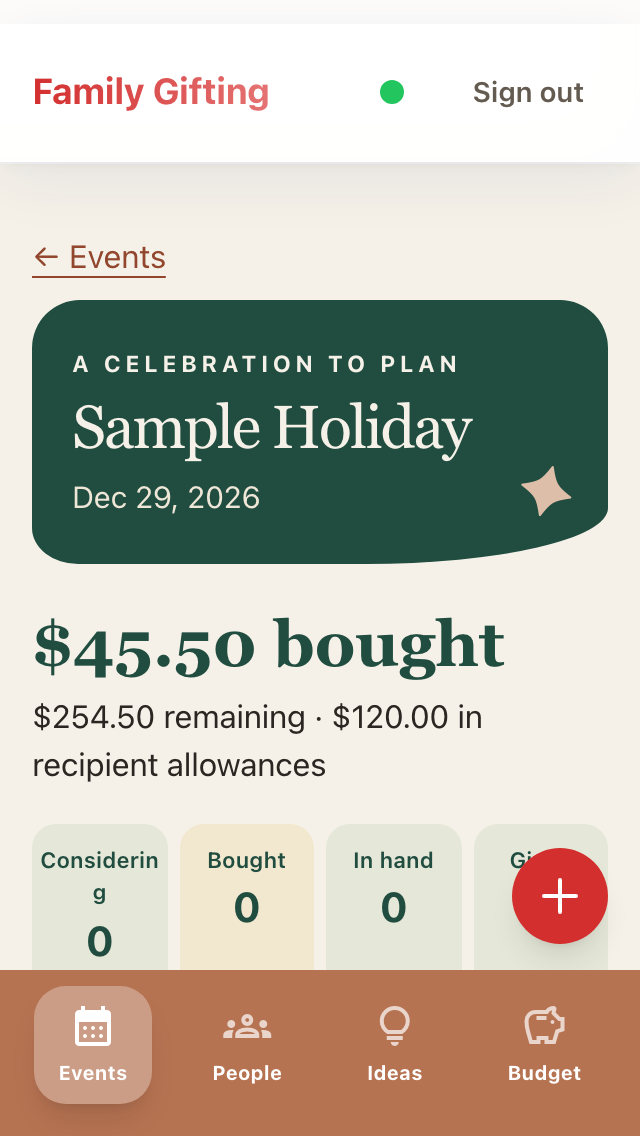 Family Gifting
Sign out
← Events
A CELEBRATION TO PLAN
Sample Holiday
Dec 29, 2026
$45.50 bought
$254.50 remaining · $120.00 in
recipient allowances
Considerin
g
0
Bought
0
In hand
0
Events
People
Ideas
Budget